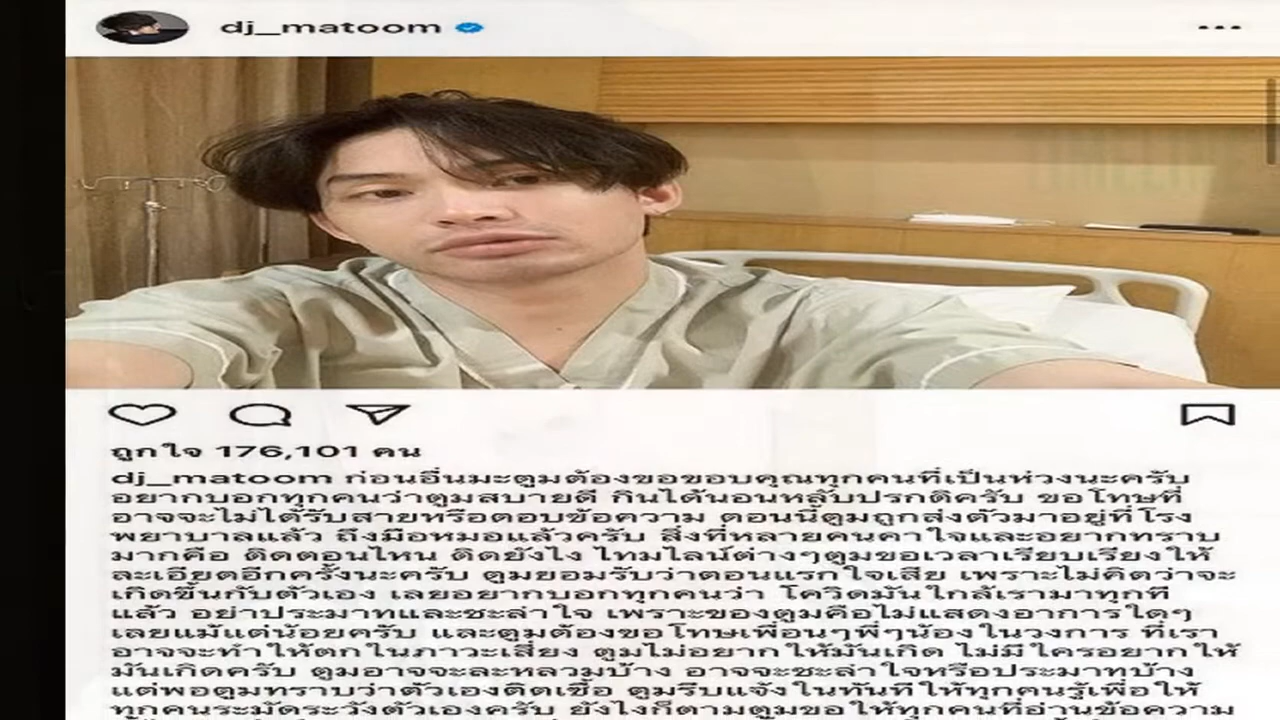 dj_matoom
ถูกใจ 176,101 คน
dj_matoom ก่อนอื่นมะตูมต้องขอขอบคุณทุกคนที่เป็นห่วงนะครับ
อยากบอกทุกคนว่าตูมสบายดี กินได้นอนหลับปรกติครับ ขอโทษที่
อาจจะไม่ได้รับสายหรือตอบข้อความ ตอนนี้ตูมถูกส่งตัวมาอยู่ที่โรง
พยาบาลแล้ว ถึงมือหมอแล้วครับ สิ่งที่หลายคนคาใจและอยากทราบ
มากคือ ติดตอนไหน ติดยังไง ไทม์ไลน์ต่างๆตูมขอเวลาเรียบเรียงให้
ละเอียดอีกครั้งนะครับ ตูมยอมรับว่าตอนแรกใจเสีย เพราะไม่คิดว่าจะ
เกิดขึ้นกับตัวเอง เลยอยากบอกทุกคนว่า โควิดมันใกล้เรามาทุกที
แล้ว อย่าประมาทและชะล่าใจ เพราะของตูมคือไม่แสดงอาการใดๆ
เลยแม้แต่น้อยครับ และตูมต้องขอโทษเพื่อนๆพี่ๆน้องในวงการ ที่เรา
อาจจะทำให้ตกในภาวะเสี่ยง ตูมไม่อยากให้มันเกิด ไม่มีใครอยากให้
มันเกิดครับ ตูมอาจจะละหลวมบ้าง อาจจะชะล่าใจหรือประมาทบ้าง
แต่พอตูมทราบว่าตัวเองติดเชื้อ ตูมรีบแจ้งในทันทีให้ทุกคนรู้เพื่อให้
ทุกคนระมัดระวังตัวเองครับ ยังไงก็ตามตูมขอให้ทุกคนที่อ่านข้อความ